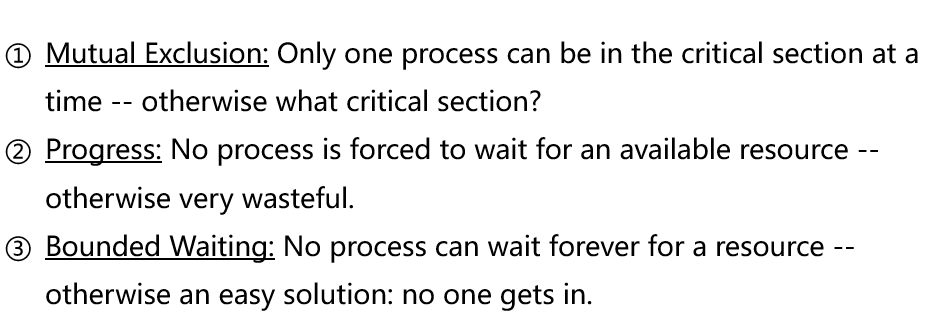 ① Mutual Exclusion: Only one process can be in the critical section at a
time -- otherwise what critical section?
② Progress: No process is forced to wait for an available resource --
otherwise very wasteful.
③ Bounded Waiting: No process can wait forever for a resource --
otherwise an easy solution: no one gets in.